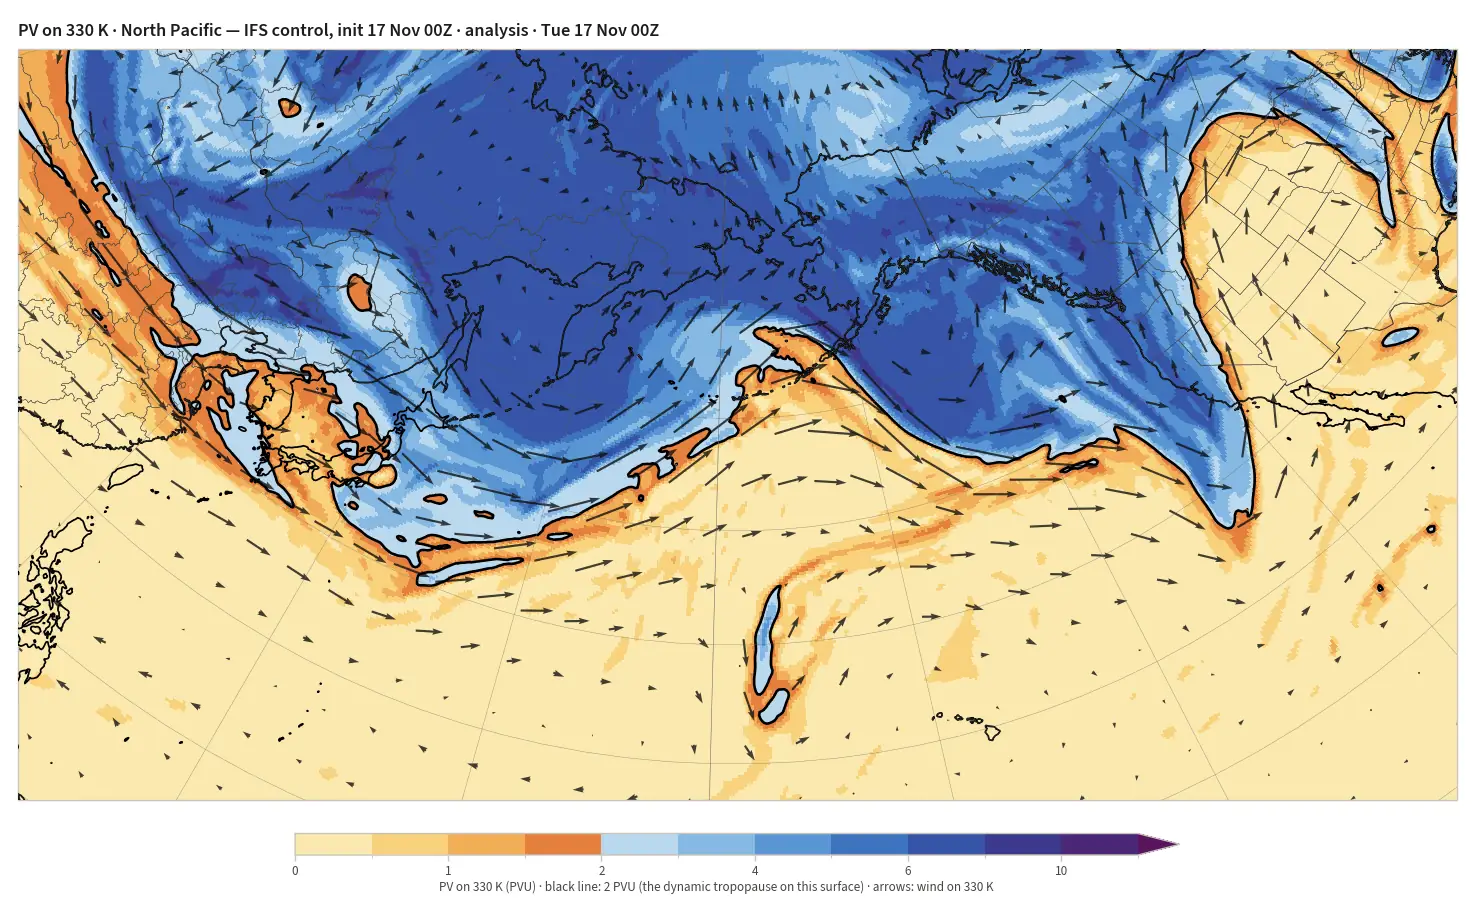 PV on 330 K · North Pacific — IFS control, init 17 Nov 00Z · analysis · Tue 17 Nov 00Z
0 1 2 4 6 10
PV on 330 K (PVU) · black line: 2 PVU (the dynamic tropopause on this surface) · arrows: wind on 330 K